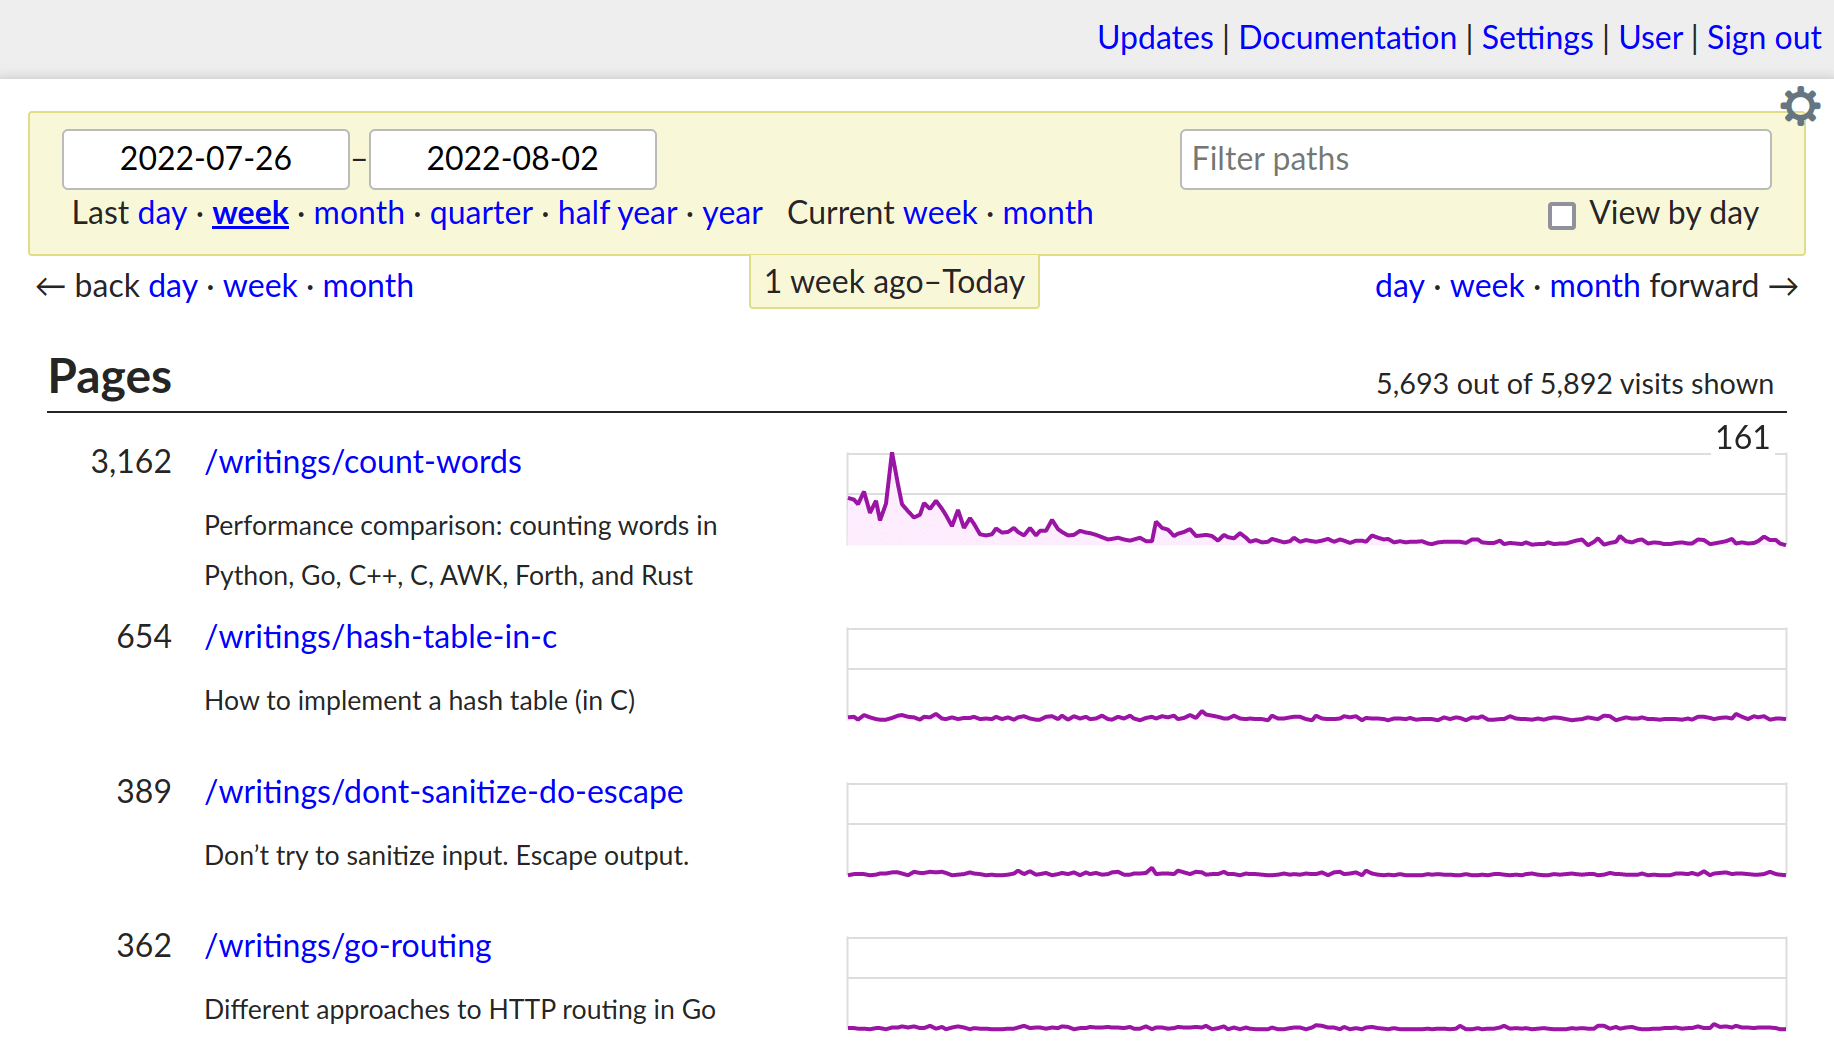 Updates | Documentation | Settings | User | Sign out
2022-07-26 – 2022-08-02 Filter paths
Last day · week · month · quarter · half year · year Current week · month View by day
← back day · week · month 1 week ago–Today day · week · month forward →
Pages 5,693 out of 5,892 visits shown
161
3,162 /writings/count-words
Performance comparison: counting words in
Python, Go, C++, C, AWK, Forth, and Rust
654 /writings/hash-table-in-c
How to implement a hash table (in C)
389 /writings/dont-sanitize-do-escape
Don’t try to sanitize input. Escape output.
362 /writings/go-routing
Different approaches to HTTP routing in Go